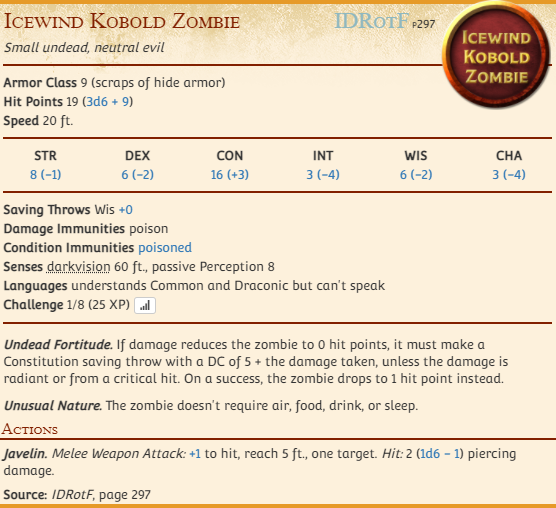 Icewind Kobold Zombie
IDRotF p297
Icewind
Kobold
Zombie
Small undead, neutral evil
Armor Class 9 (scraps of hide armor)
Hit Points 19 (3d6 + 9)
Speed 20 ft.
STR DEX CON INT WIS CHA
8 (−1) 6 (−2) 16 (+3) 3 (−4) 6 (−2) 3 (−4)
Saving Throws Wis +0
Damage Immunities poison
Condition Immunities poisoned
Senses darkvision 60 ft., passive Perception 8
Languages understands Common and Draconic but can't speak
Challenge 1/8 (25 XP)
Undead Fortitude. If damage reduces the zombie to 0 hit points, it must make a
Constitution saving throw with a DC of 5 + the damage taken, unless the damage is
radiant or from a critical hit. On a success, the zombie drops to 1 hit point instead.
Unusual Nature. The zombie doesn't require air, food, drink, or sleep.
Actions
Javelin. Melee Weapon Attack: +1 to hit, reach 5 ft., one target. Hit: 2 (1d6 − 1) piercing
damage.
Source: IDRotF, page 297